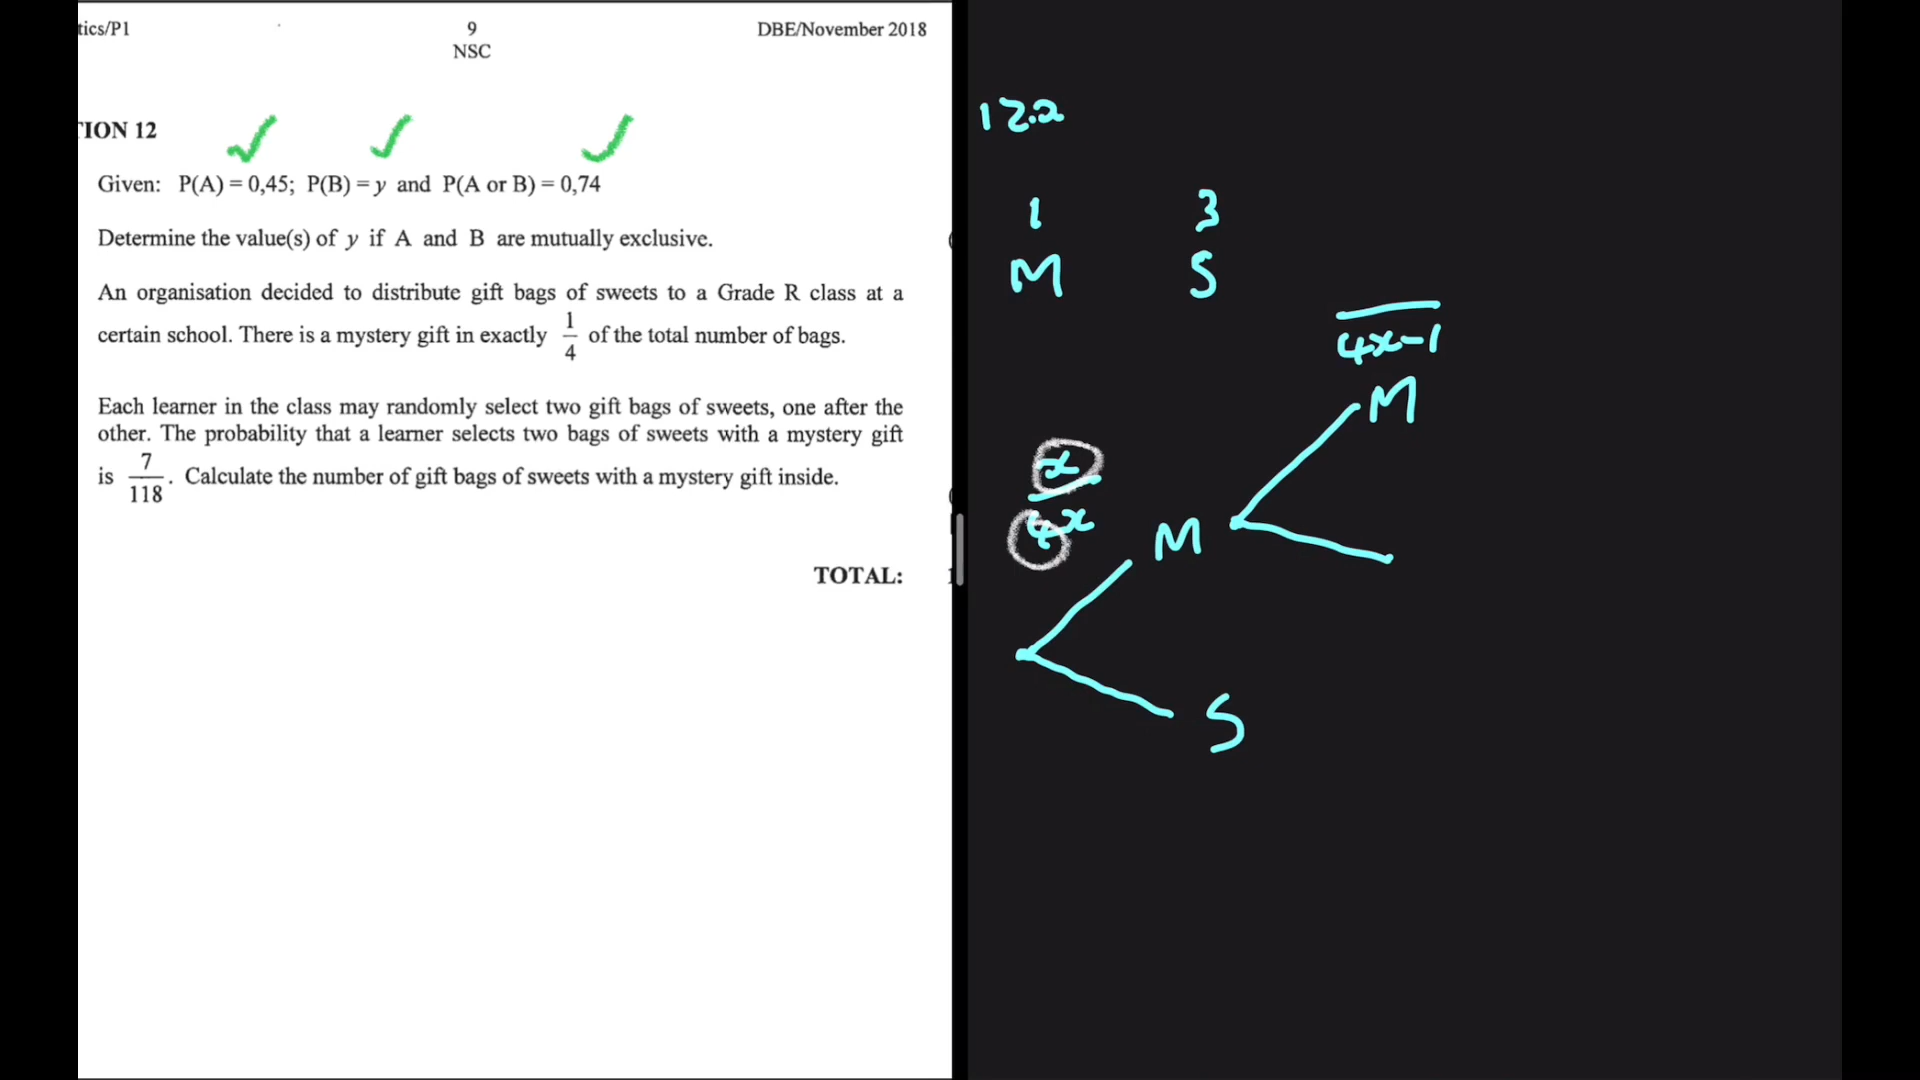 tics/P1 9 DBE/November 2018
NSC
TION 12
Given: P(A) = 0,45; P(B) = y and P(A or B) = 0,74
Determine the value(s) of y if A and B are mutually exclusive.
An organisation decided to distribute gift bags of sweets to a Grade R class at a
certain school. There is a mystery gift in exactly 1/4 of the total number of bags.
Each learner in the class may randomly select two gift bags of sweets, one after the
other. The probability that a learner selects two bags of sweets with a mystery gift
is 7/118. Calculate the number of gift bags of sweets with a mystery gift inside.
TOTAL:
12.2
1 3
M S
4x-1
M
x
4x
M
S